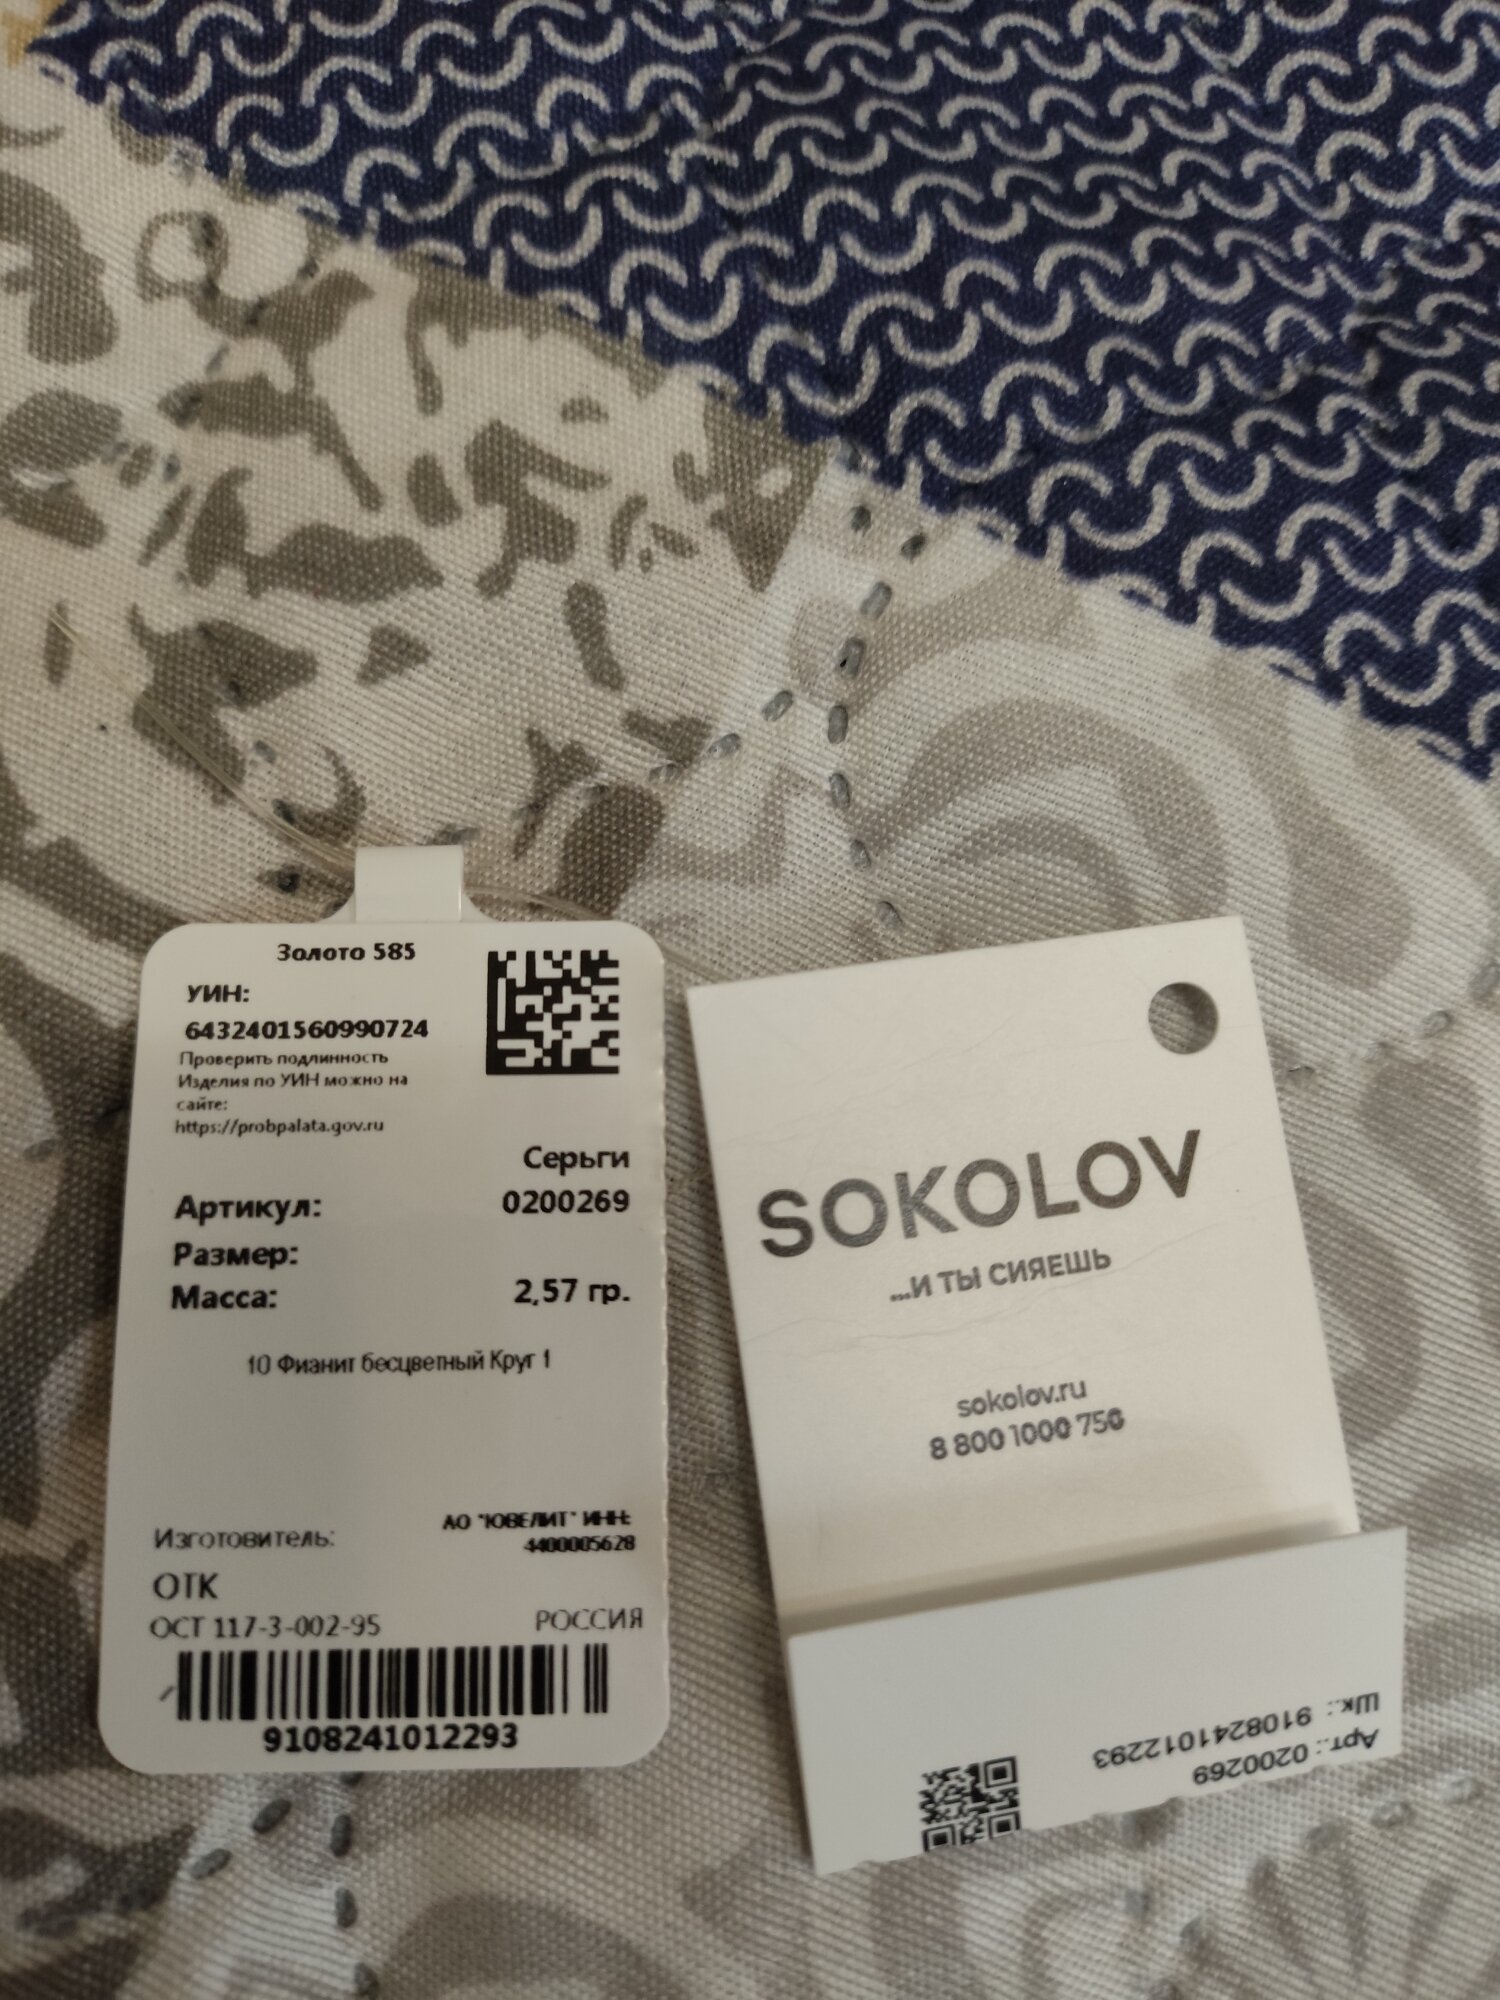 Золото 585
УИН:
6432401560990724
Проверить подлинность
Изделия по УИН можно на
сайте:
https://probpalata.gov.ru
Серьги
Артикул: 0200269
Размер:
Масса: 2,57 гр.
10 Фианит бесцветный Круг 1
Изготовитель: АО "ЮВЕЛИТ" ИНН:
4400005628
ОТК
ОСТ 117-3-002-95 РОССИЯ
9108241012293
SOKOLOV
...И ТЫ СИЯЕШЬ
sokolov.ru
8 800 1000 750
Арт.: 0200269
Шк.: 9108241012293